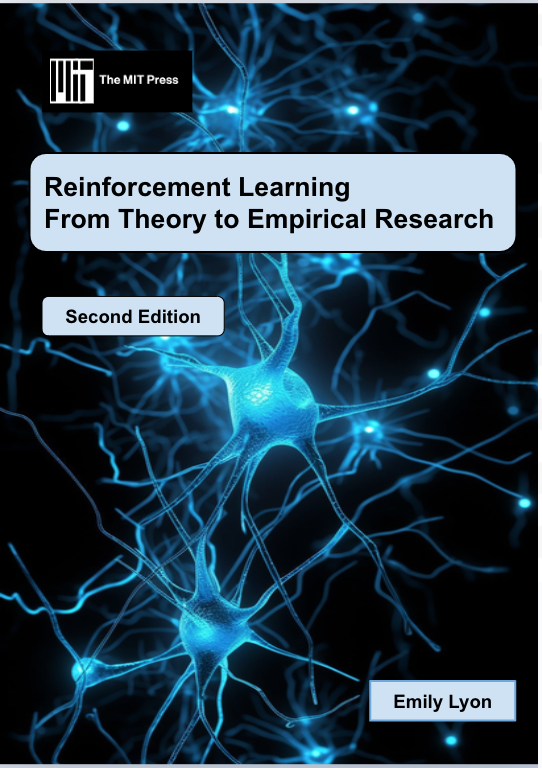 The MIT Press
Reinforcement Learning
From Theory to Empirical Research
Second Edition
Emily Lyon